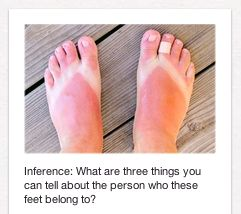 Inference: What are three things you
can tell about the person who these
feet belong to?